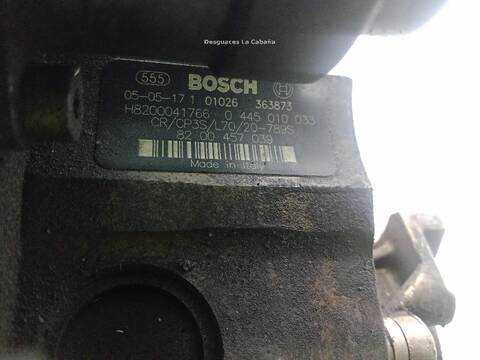 Desguaces La Cabaña
555 BOSCH
05-05-17 1 01026 363873
H8200041766 0 445 010 033
CR/CP3S/L70/20-789S
82 00 457 039
Made in Italy